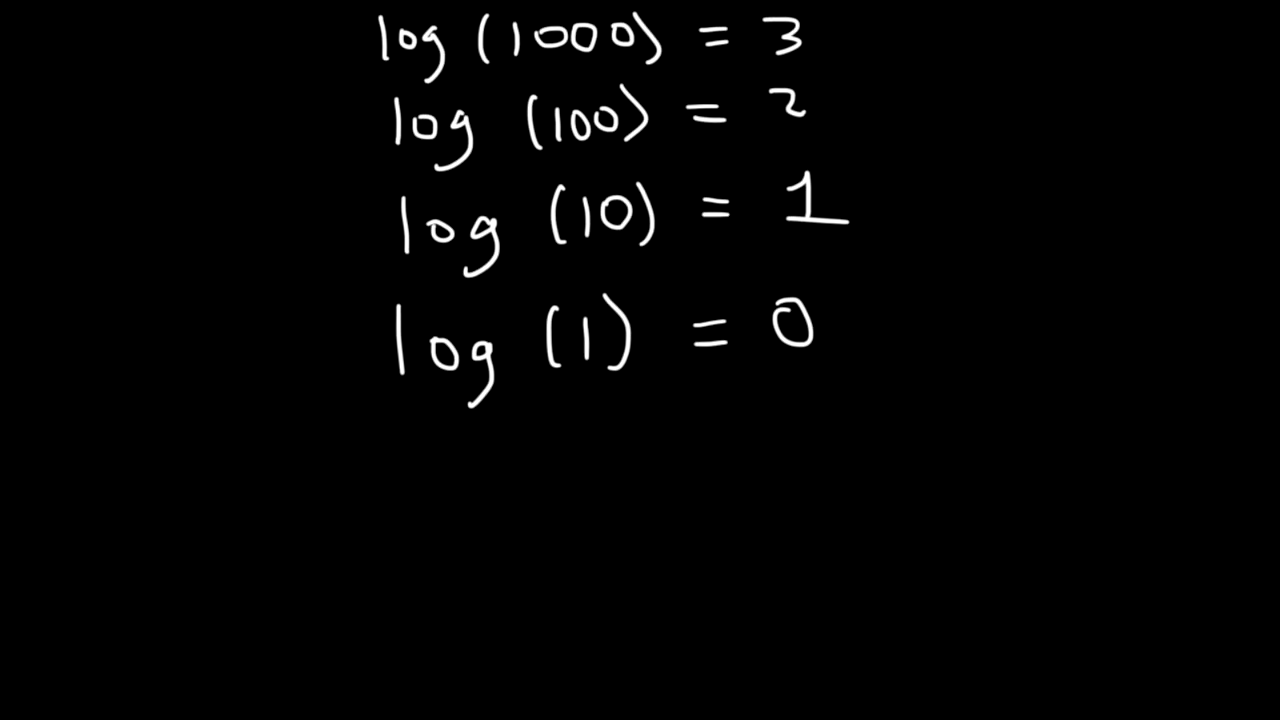 log (1000) = 3
log (100) = 2
log (10) = 1
log (1) = 0